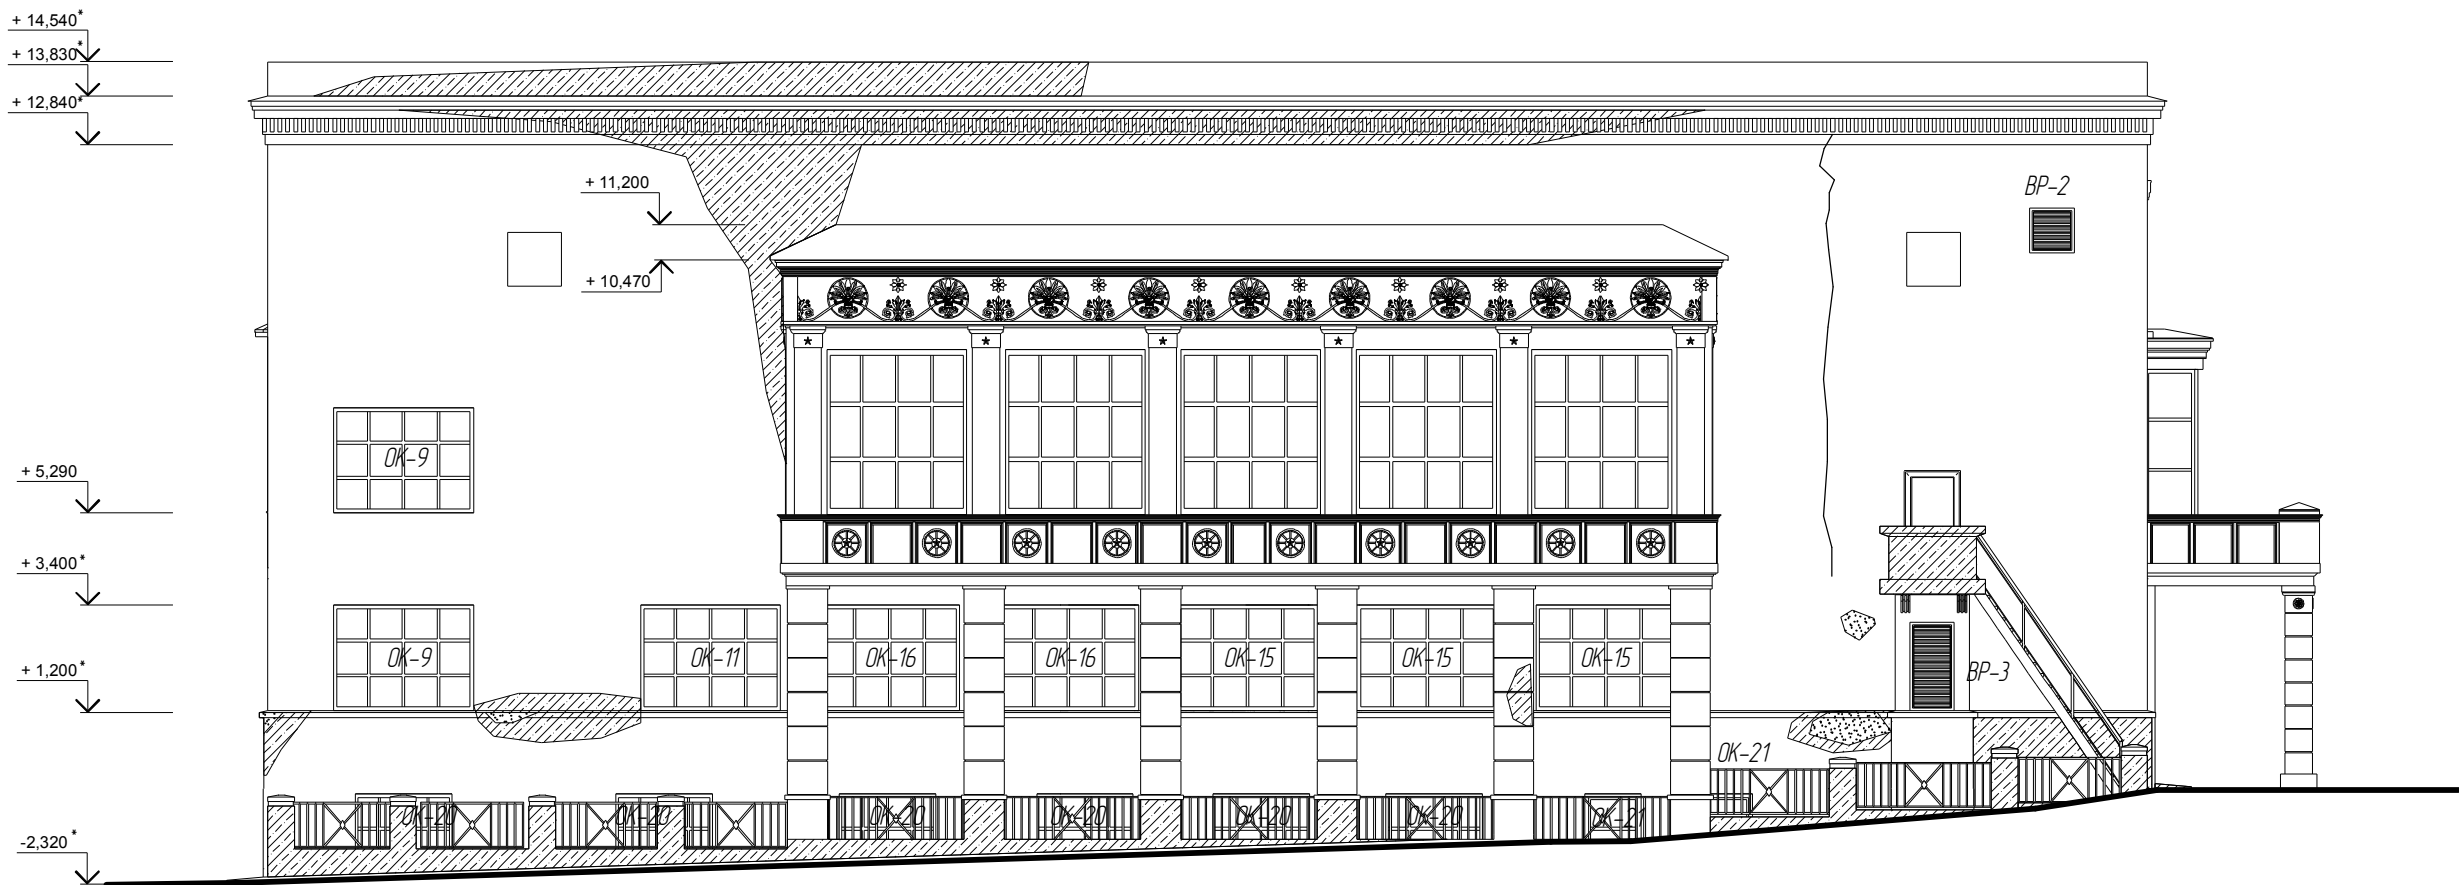 + 14,540*
+ 13,830*
+ 12,840*
+ 11,200
ВР-2
+ 10,470
ОК-9
+ 5,290
+ 3,400*
ОК-9
ОК-11
ОК-16
ОК-16
ОК-15
ОК-15
ОК-15
+ 1,200*
ВР-3
ОК-21
ОК-20
ОК-20
ОК-20
ОК-20
ОК-20
ОК-20
ОК-21
-2,320*